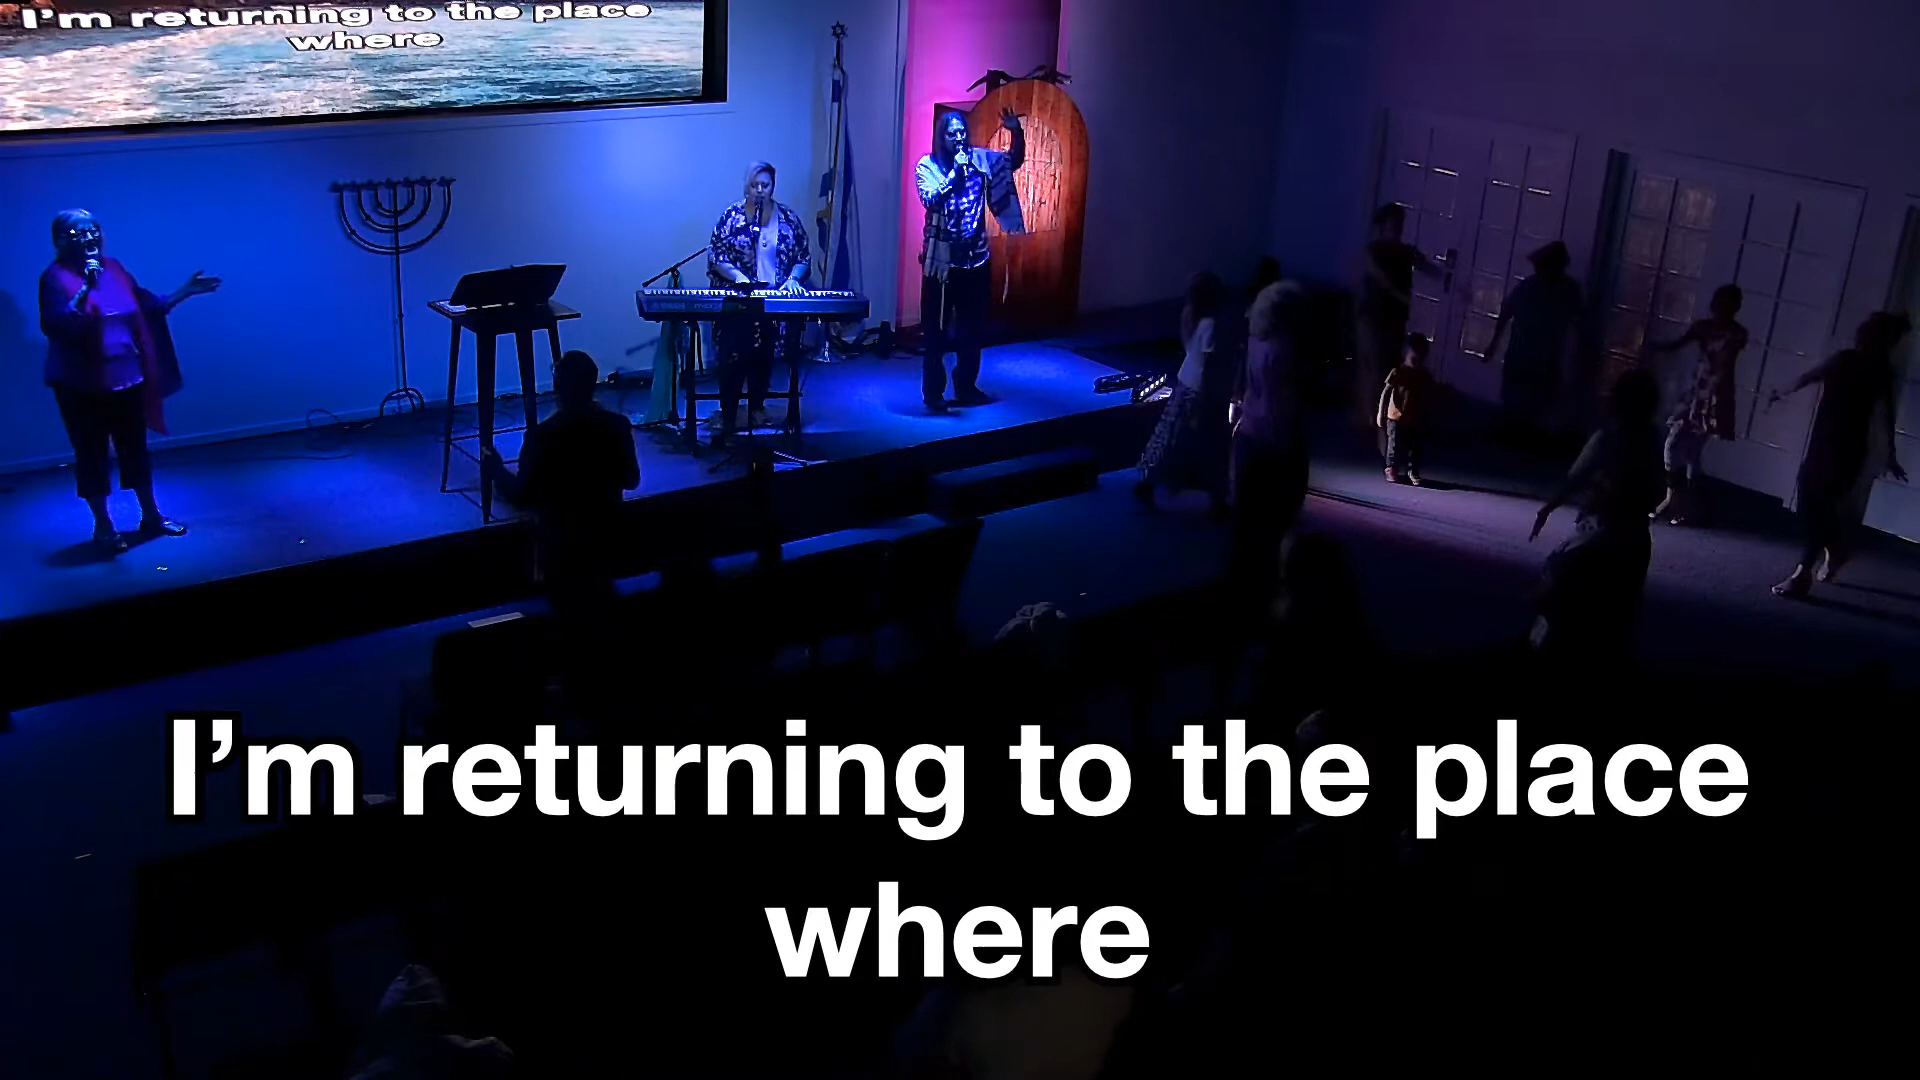 I'm returning to the place
where
I’m returning to the place
where